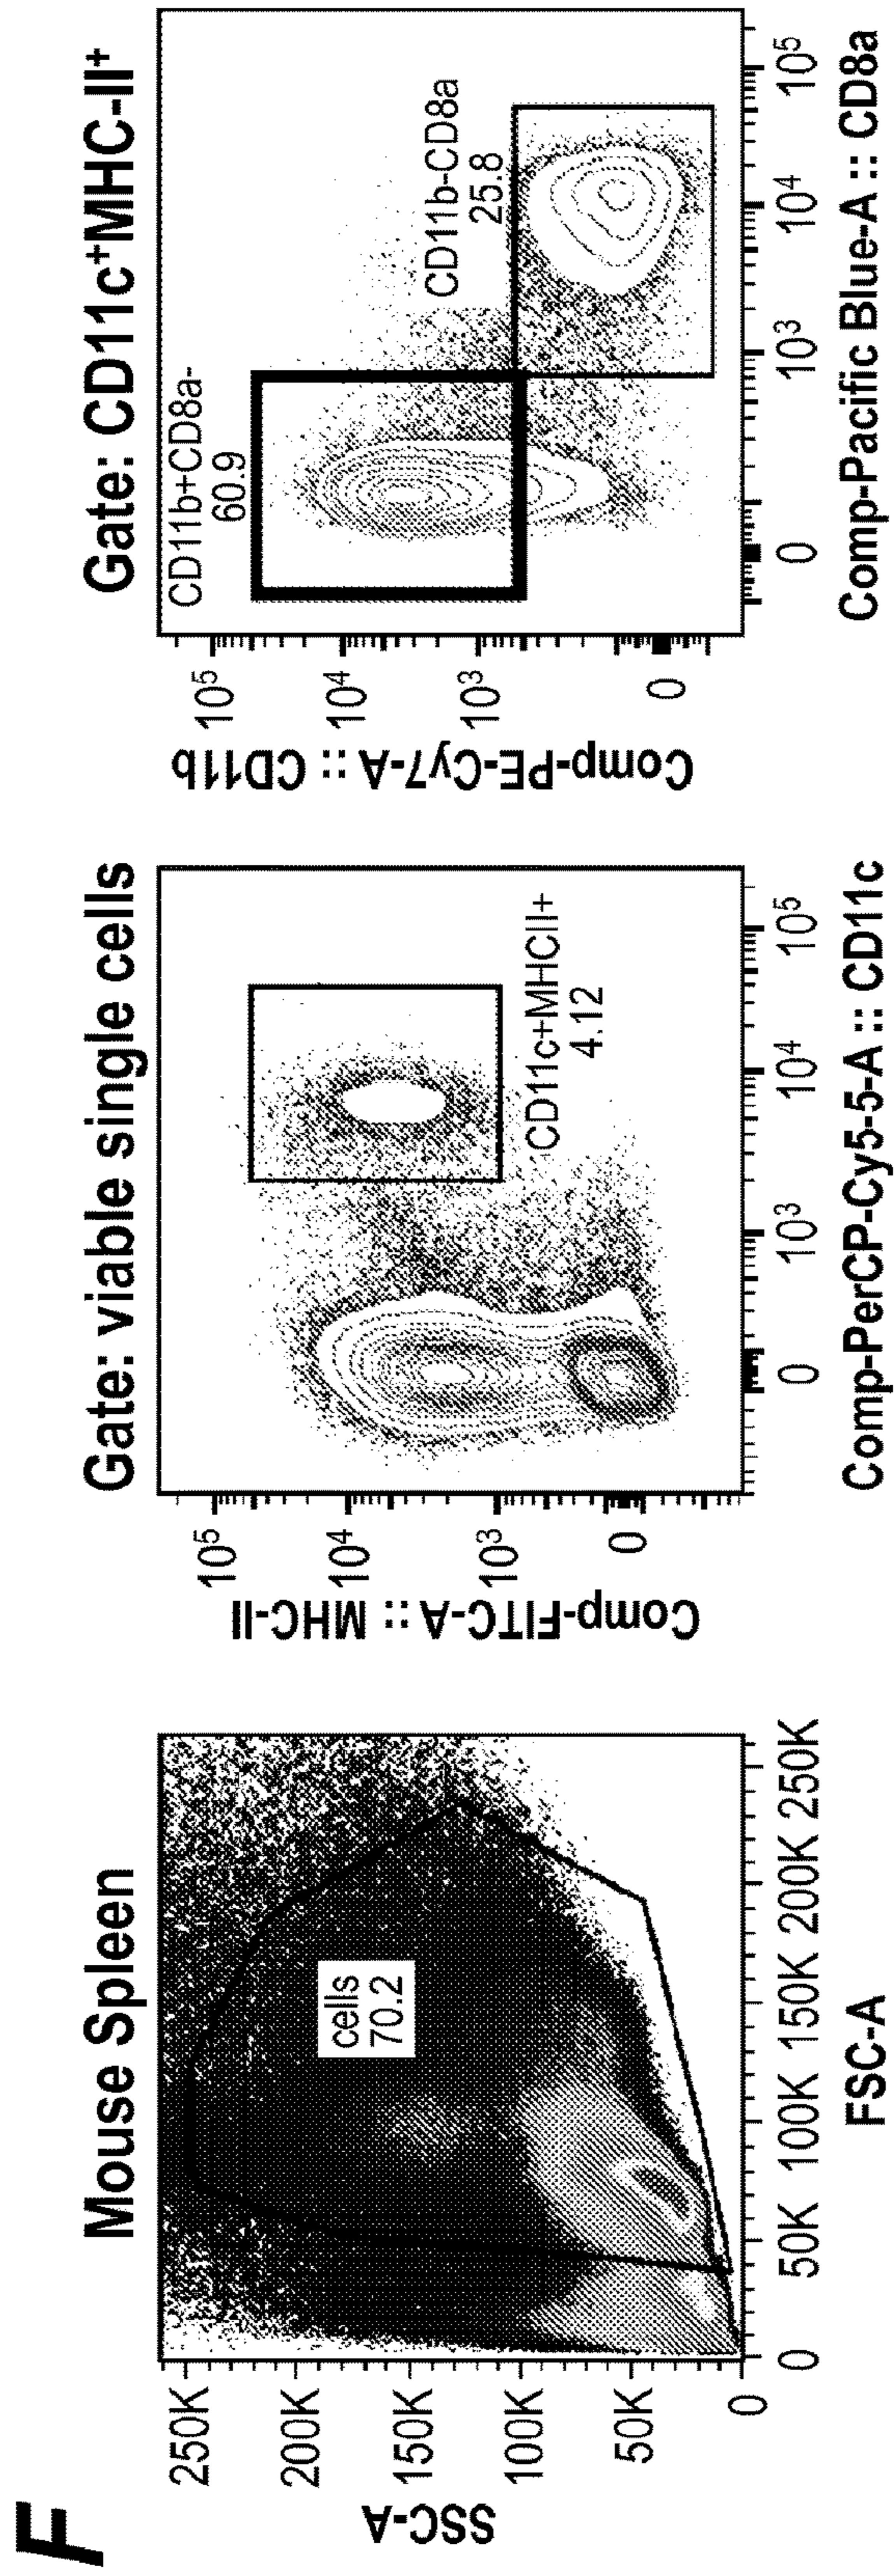 F
Mouse Spleen
250K
200K
150K
100K
50K
0
SSC-A
cells
70.2
0 50K 100K 150K 200K 250K
FSC-A
Gate: viable single cells
10⁵
10⁴
10³
0
Comp-FITC-A :: MHC-II
CD11c+MHCII+
4.12
0 10³ 10⁴ 10⁵
Comp-PerCP-Cy5-5-A :: CD11c
Gate: CD11c⁺MHC-II⁺
10⁵
10⁴
10³
0
Comp-PE-Cy7-A :: CD11b
CD11b+CD8a-
60.9
CD11b-CD8a
25.8
0 10³ 10⁴ 10⁵
Comp-Pacific Blue-A :: CD8a